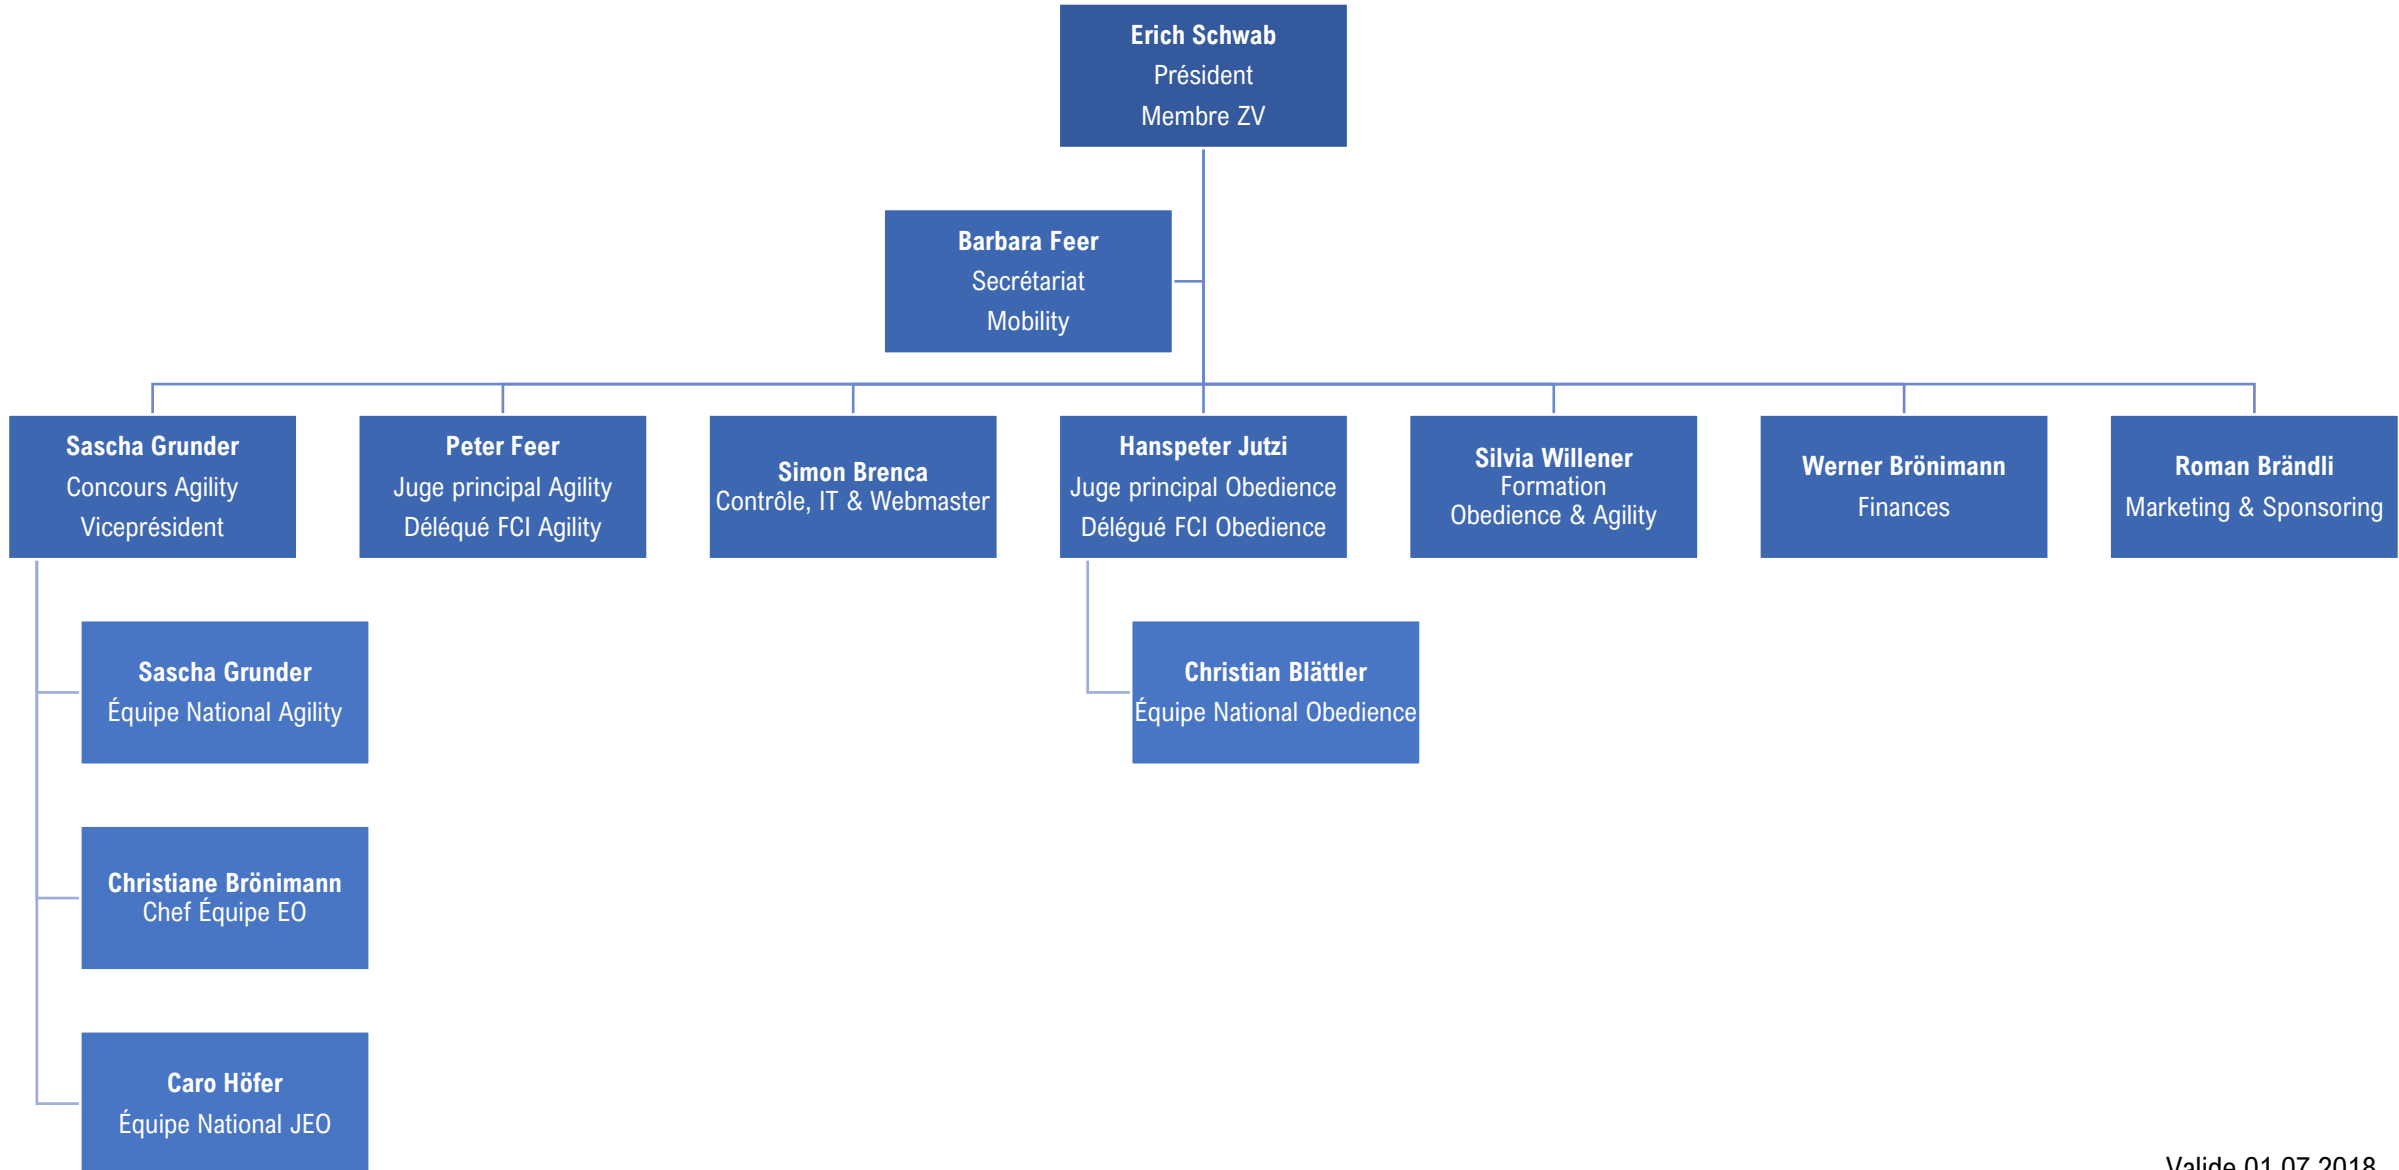 Erich Schwab
Président
Membre ZV
Barbara Feer
Secrétariat
Mobility
Sascha Grunder
Concours Agility
Viceprésident
Peter Feer
Juge principal Agility
Déléqué FCI Agility
Simon Brenca
Contrôle, IT & Webmaster
Hanspeter Jutzi
Juge principal Obedience
Délégué FCI Obedience
Silvia Willener
Formation
Obedience & Agility
Werner Brönimann
Finances
Roman Brändli
Marketing & Sponsoring
Sascha Grunder
Équipe National Agility
Christian Blättler
Équipe National Obedience
Christiane Brönimann
Chef Équipe EO
Caro Höfer
Équipe National JEO
Valide 01.07.2018